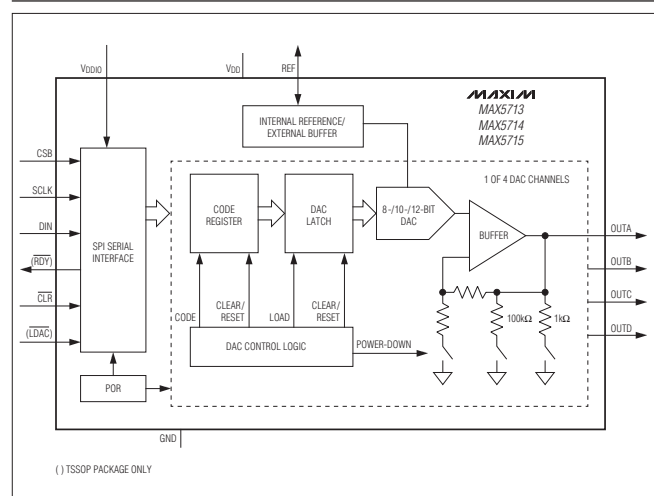 VDDIO
VDD
REF
MAXIM
MAX5713
MAX5714
MAX5715
INTERNAL REFERENCE/
EXTERNAL BUFFER
1 OF 4 DAC CHANNELS
CSB
SCLK
DIN
(RDY)
CLR
(LDAC)
SPI SERIAL
INTERFACE
CODE
REGISTER
DAC
LATCH
8-/10-/12-BIT
DAC
BUFFER
OUTA
OUTB
OUTC
OUTD
CODE
CLEAR/
RESET
LOAD
CLEAR/
RESET
100kΩ
1kΩ
DAC CONTROL LOGIC
POWER-DOWN
POR
GND
( ) TSSOP PACKAGE ONLY